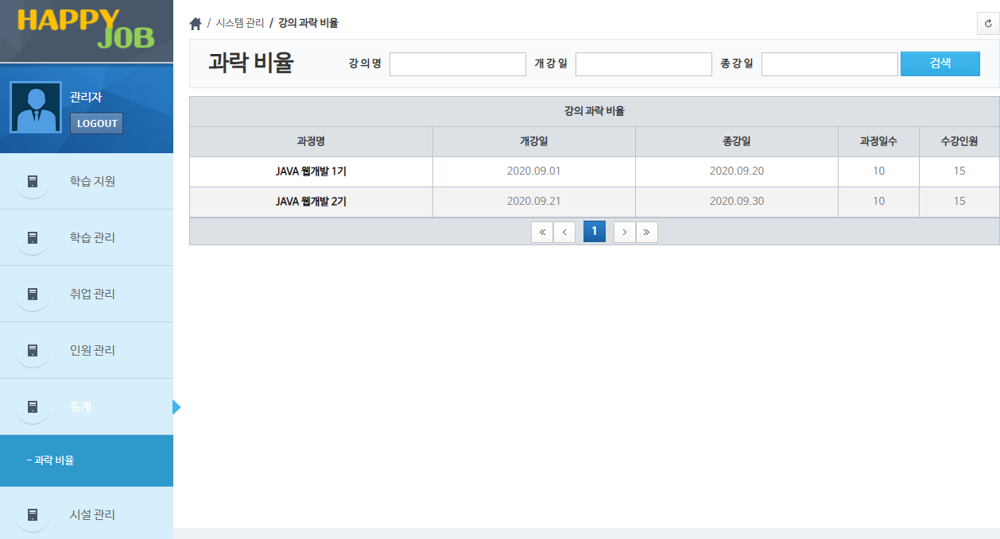 HAPPY
JOB
관리자
LOGOUT
학습 지원
학습 관리
취업 관리
인원 관리
통계
- 과락 비율
시설 관리
/ 시스템 관리 / 강의 과락 비율
과락 비율 강 의 명 개 강 일 종 강 일 검색
강의 과락 비율
과정명 개강일 종강일 과정일수 수강인원
JAVA 웹개발 1기 2020.09.01 2020.09.20 10 15
JAVA 웹개발 2기 2020.09.21 2020.09.30 10 15
« ‹ 1 › »